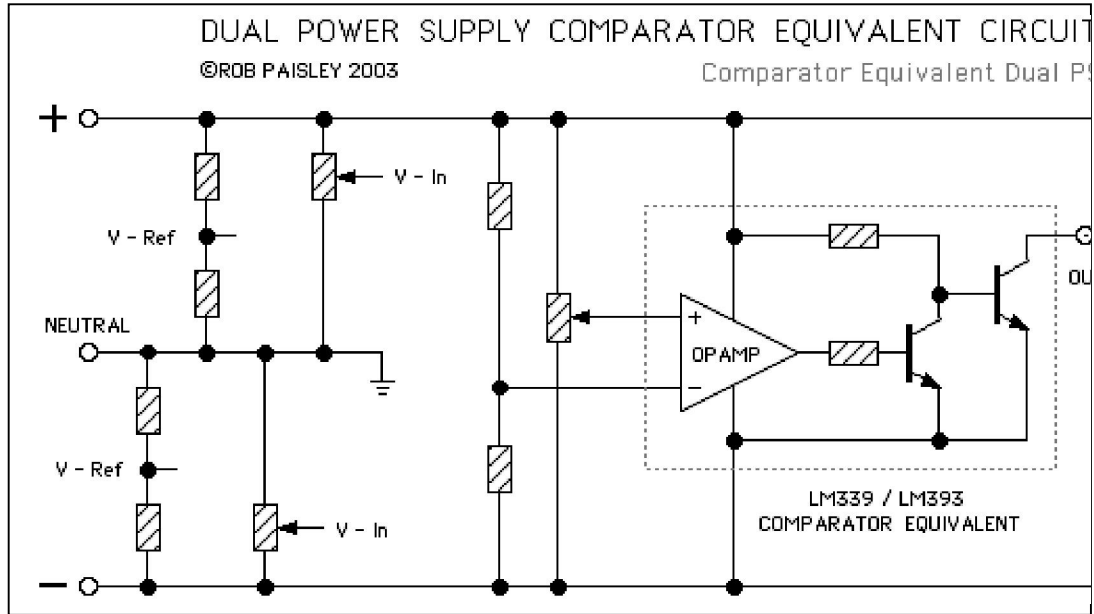 DUAL POWER SUPPLY COMPARATOR EQUIVALENT CIRCUIT
©ROB PAISLEY 2003
Comparator Equivalent Dual
+
V - In
V - Ref
NEUTRAL
+
OPAMP
-
V - Ref
V - In
LM339 / LM393
COMPARATOR EQUIVALENT
-